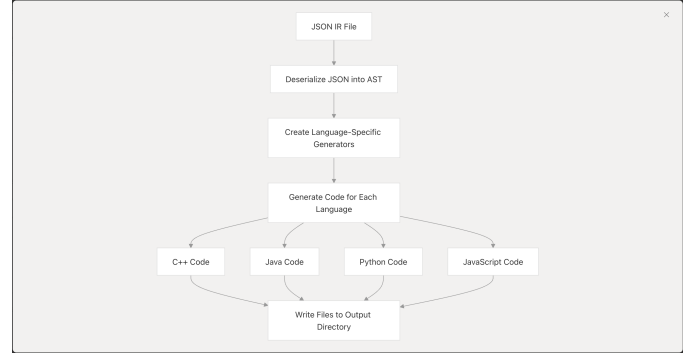 JSON IR File
Deserialize JSON into AST
Create Language-Specific
Generators
Generate Code for Each
Language
C++ Code
Java Code
Python Code
JavaScript Code
Write Files to Output
Directory